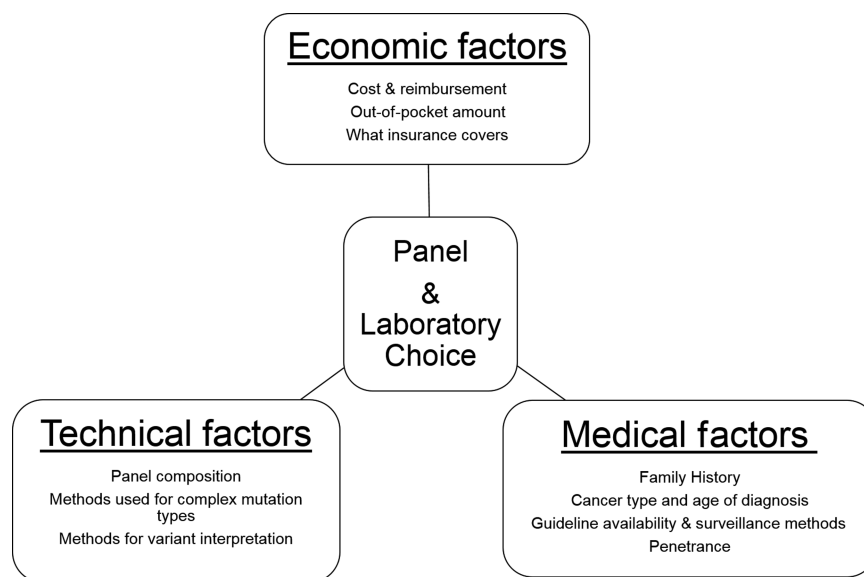 Economic factors
Cost & reimbursement
Out-of-pocket amount
What insurance covers
Panel
&
Laboratory
Choice
Technical factors
Panel composition
Methods used for complex mutation
types
Methods for variant interpretation
Medical factors
Family History
Cancer type and age of diagnosis
Guideline availability & surveillance methods
Penetrance